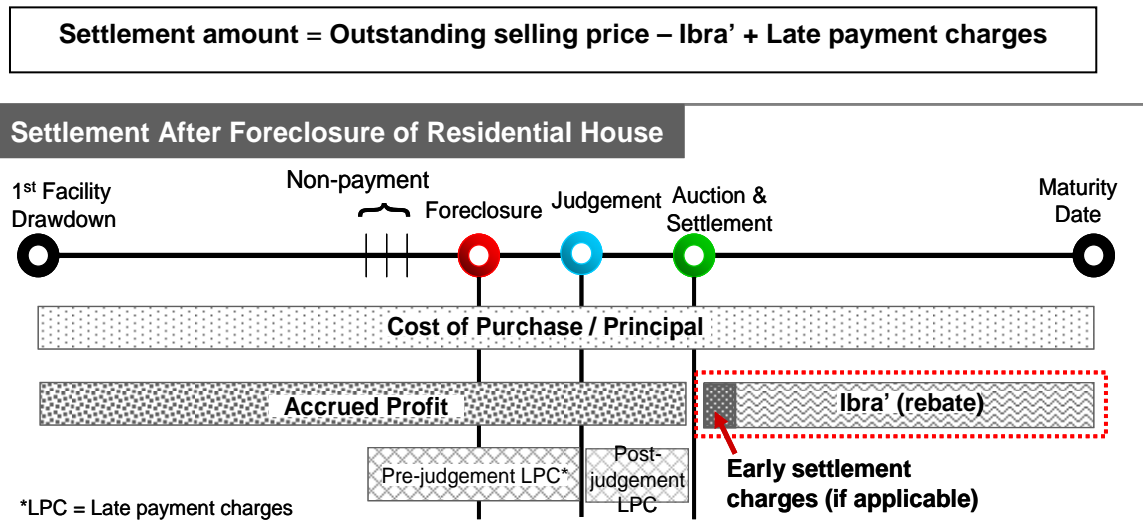 Settlement amount = Outstanding selling price – Ibra’ + Late payment charges
Settlement After Foreclosure of Residential House
1st Facility
Drawdown
Non-payment
Foreclosure
Judgement
Auction &
Settlement
Maturity
Date
Cost of Purchase / Principal
Accrued Profit
Ibra’ (rebate)
Pre-judgement LPC*
Post-
judgement
LPC
Early settlement
charges (if applicable)
*LPC = Late payment charges